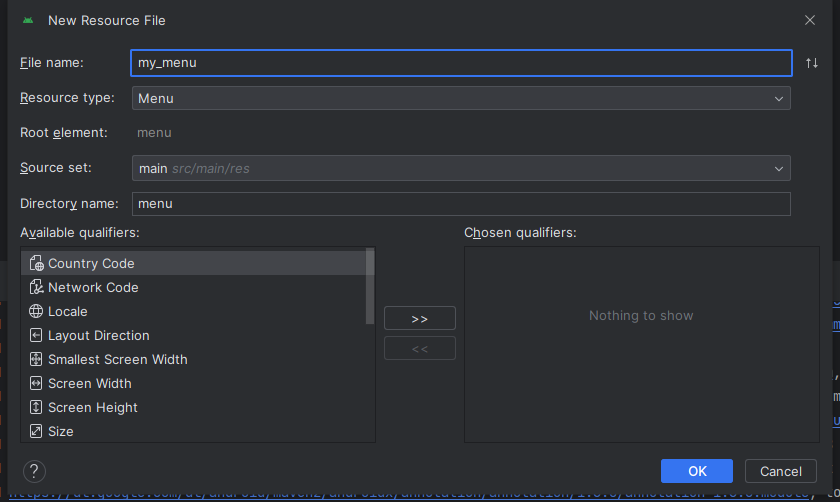 New Resource File
File name: my_menu
Resource type: Menu
Root element: menu
Source set: main src/main/res
Directory name: menu
Available qualifiers: Chosen qualifiers:
Country Code
Network Code
Locale
Layout Direction
Smallest Screen Width
Screen Width
Screen Height
Size
>>
<<
Nothing to show
?
OK
Cancel